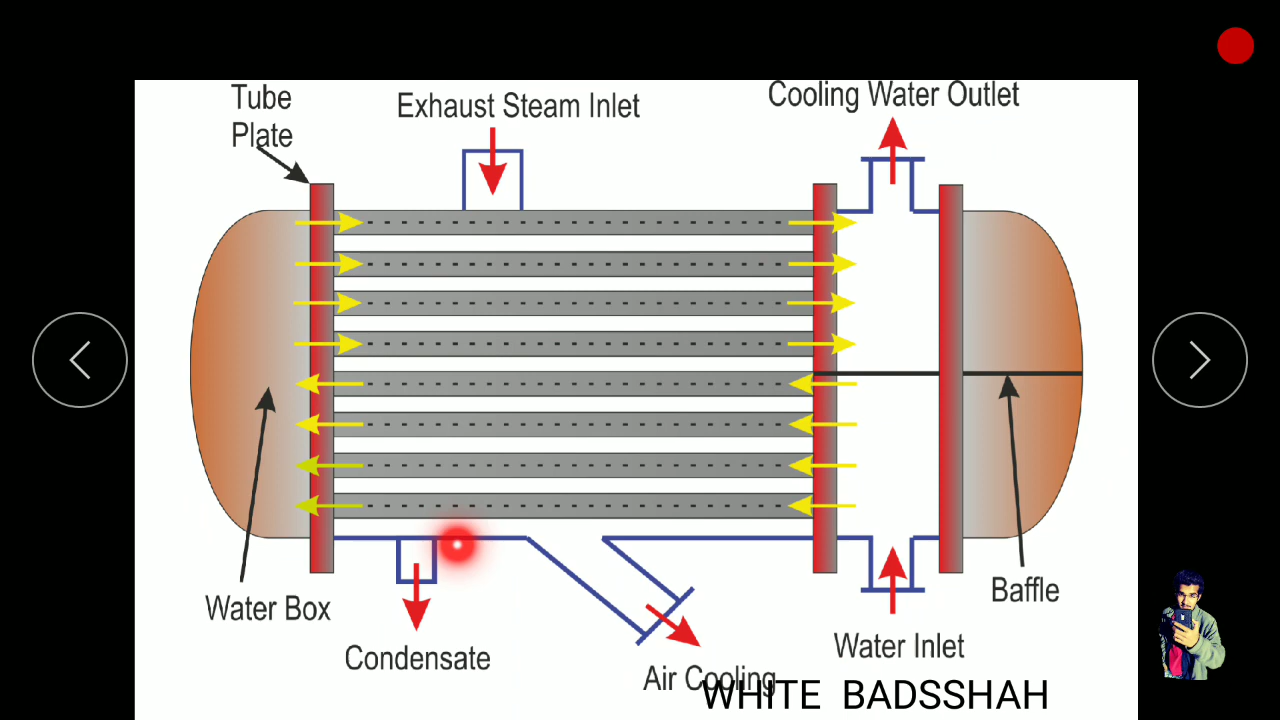 Tube
Plate
Exhaust Steam Inlet
Cooling Water Outlet
Water Box
Condensate
Air Cooling
Water Inlet
Baffle
WHITE BADSSHAH